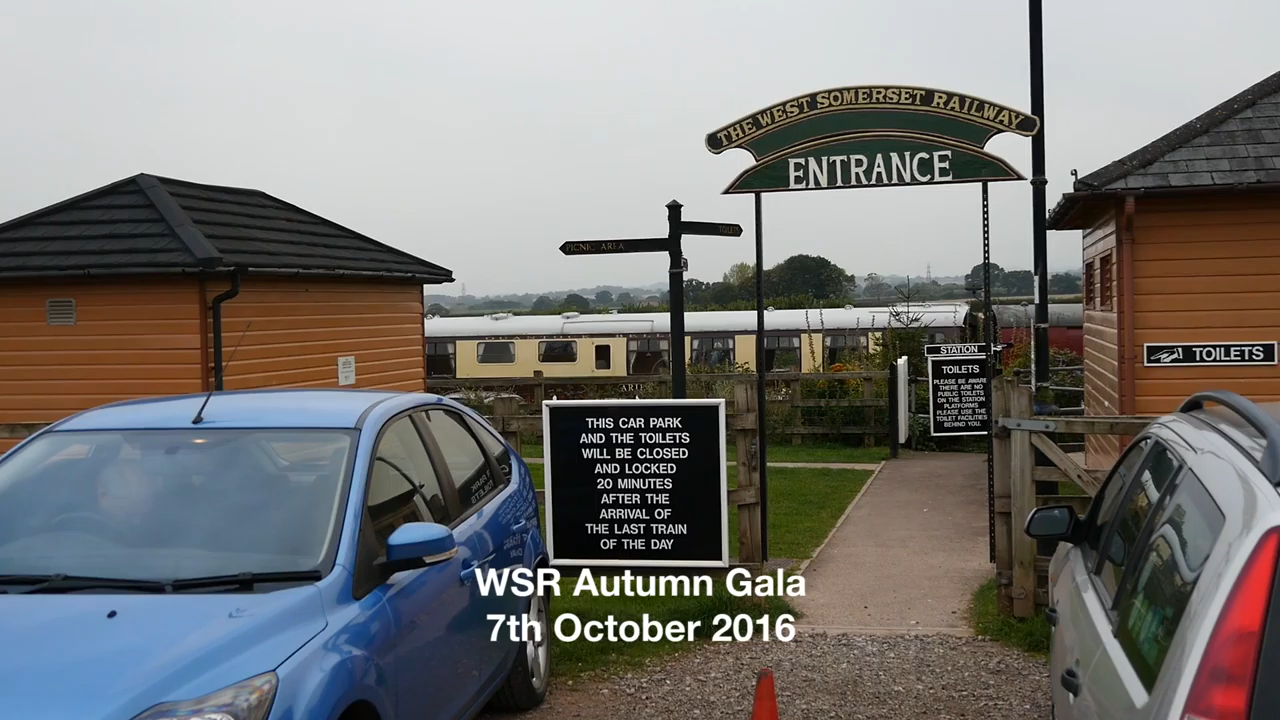 THE WEST SOMERSET RAILWAY
ENTRANCE
PICNIC AREA
TOILETS
STATION
TOILETS
PLEASE BE AWARE
THERE ARE NO
PUBLIC TOILETS
ON THE STATION
PLATFORMS
PLEASE USE THE
TOILET FACILITIES
BEHIND YOU.
TOILETS
THIS CAR PARK
AND THE TOILETS
WILL BE CLOSED
AND LOCKED
20 MINUTES
AFTER THE
ARRIVAL OF
THE LAST TRAIN
OF THE DAY
WSR Autumn Gala
7th October 2016